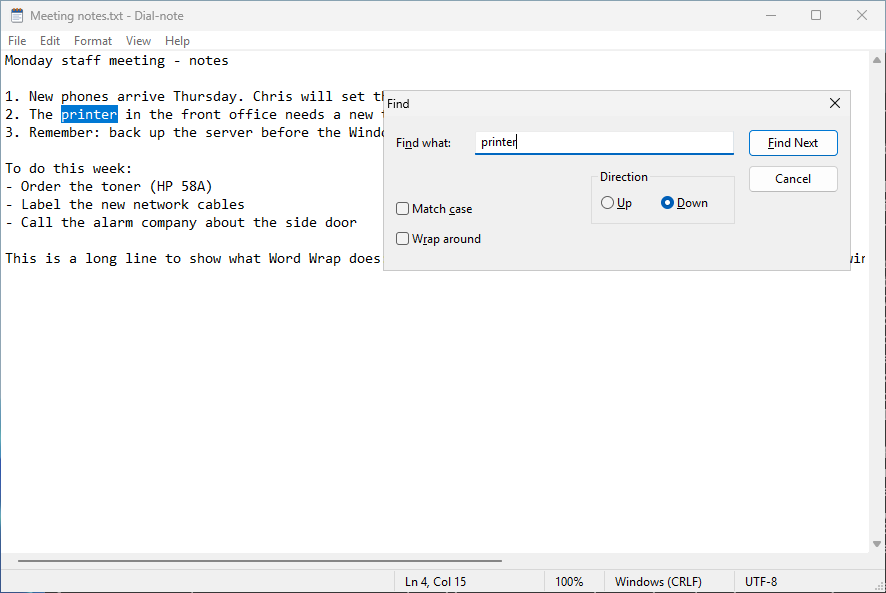 Meeting notes.txt - Dial-note
File Edit Format View Help
Monday staff meeting - notes
1. New phones arrive Thursday. Chris will set
2. The printer in the front office needs a new
3. Remember: back up the server before the
To do this week:
- Order the toner (HP 58A)
- Label the new network cables
- Call the alarm company about the side door
This is a long line to show what Word Wrap does
Find
Find what: printer
Find Next
Cancel
Direction
Up Down
Match case
Wrap around
Ln 4, Col 15 100% Windows (CRLF) UTF-8